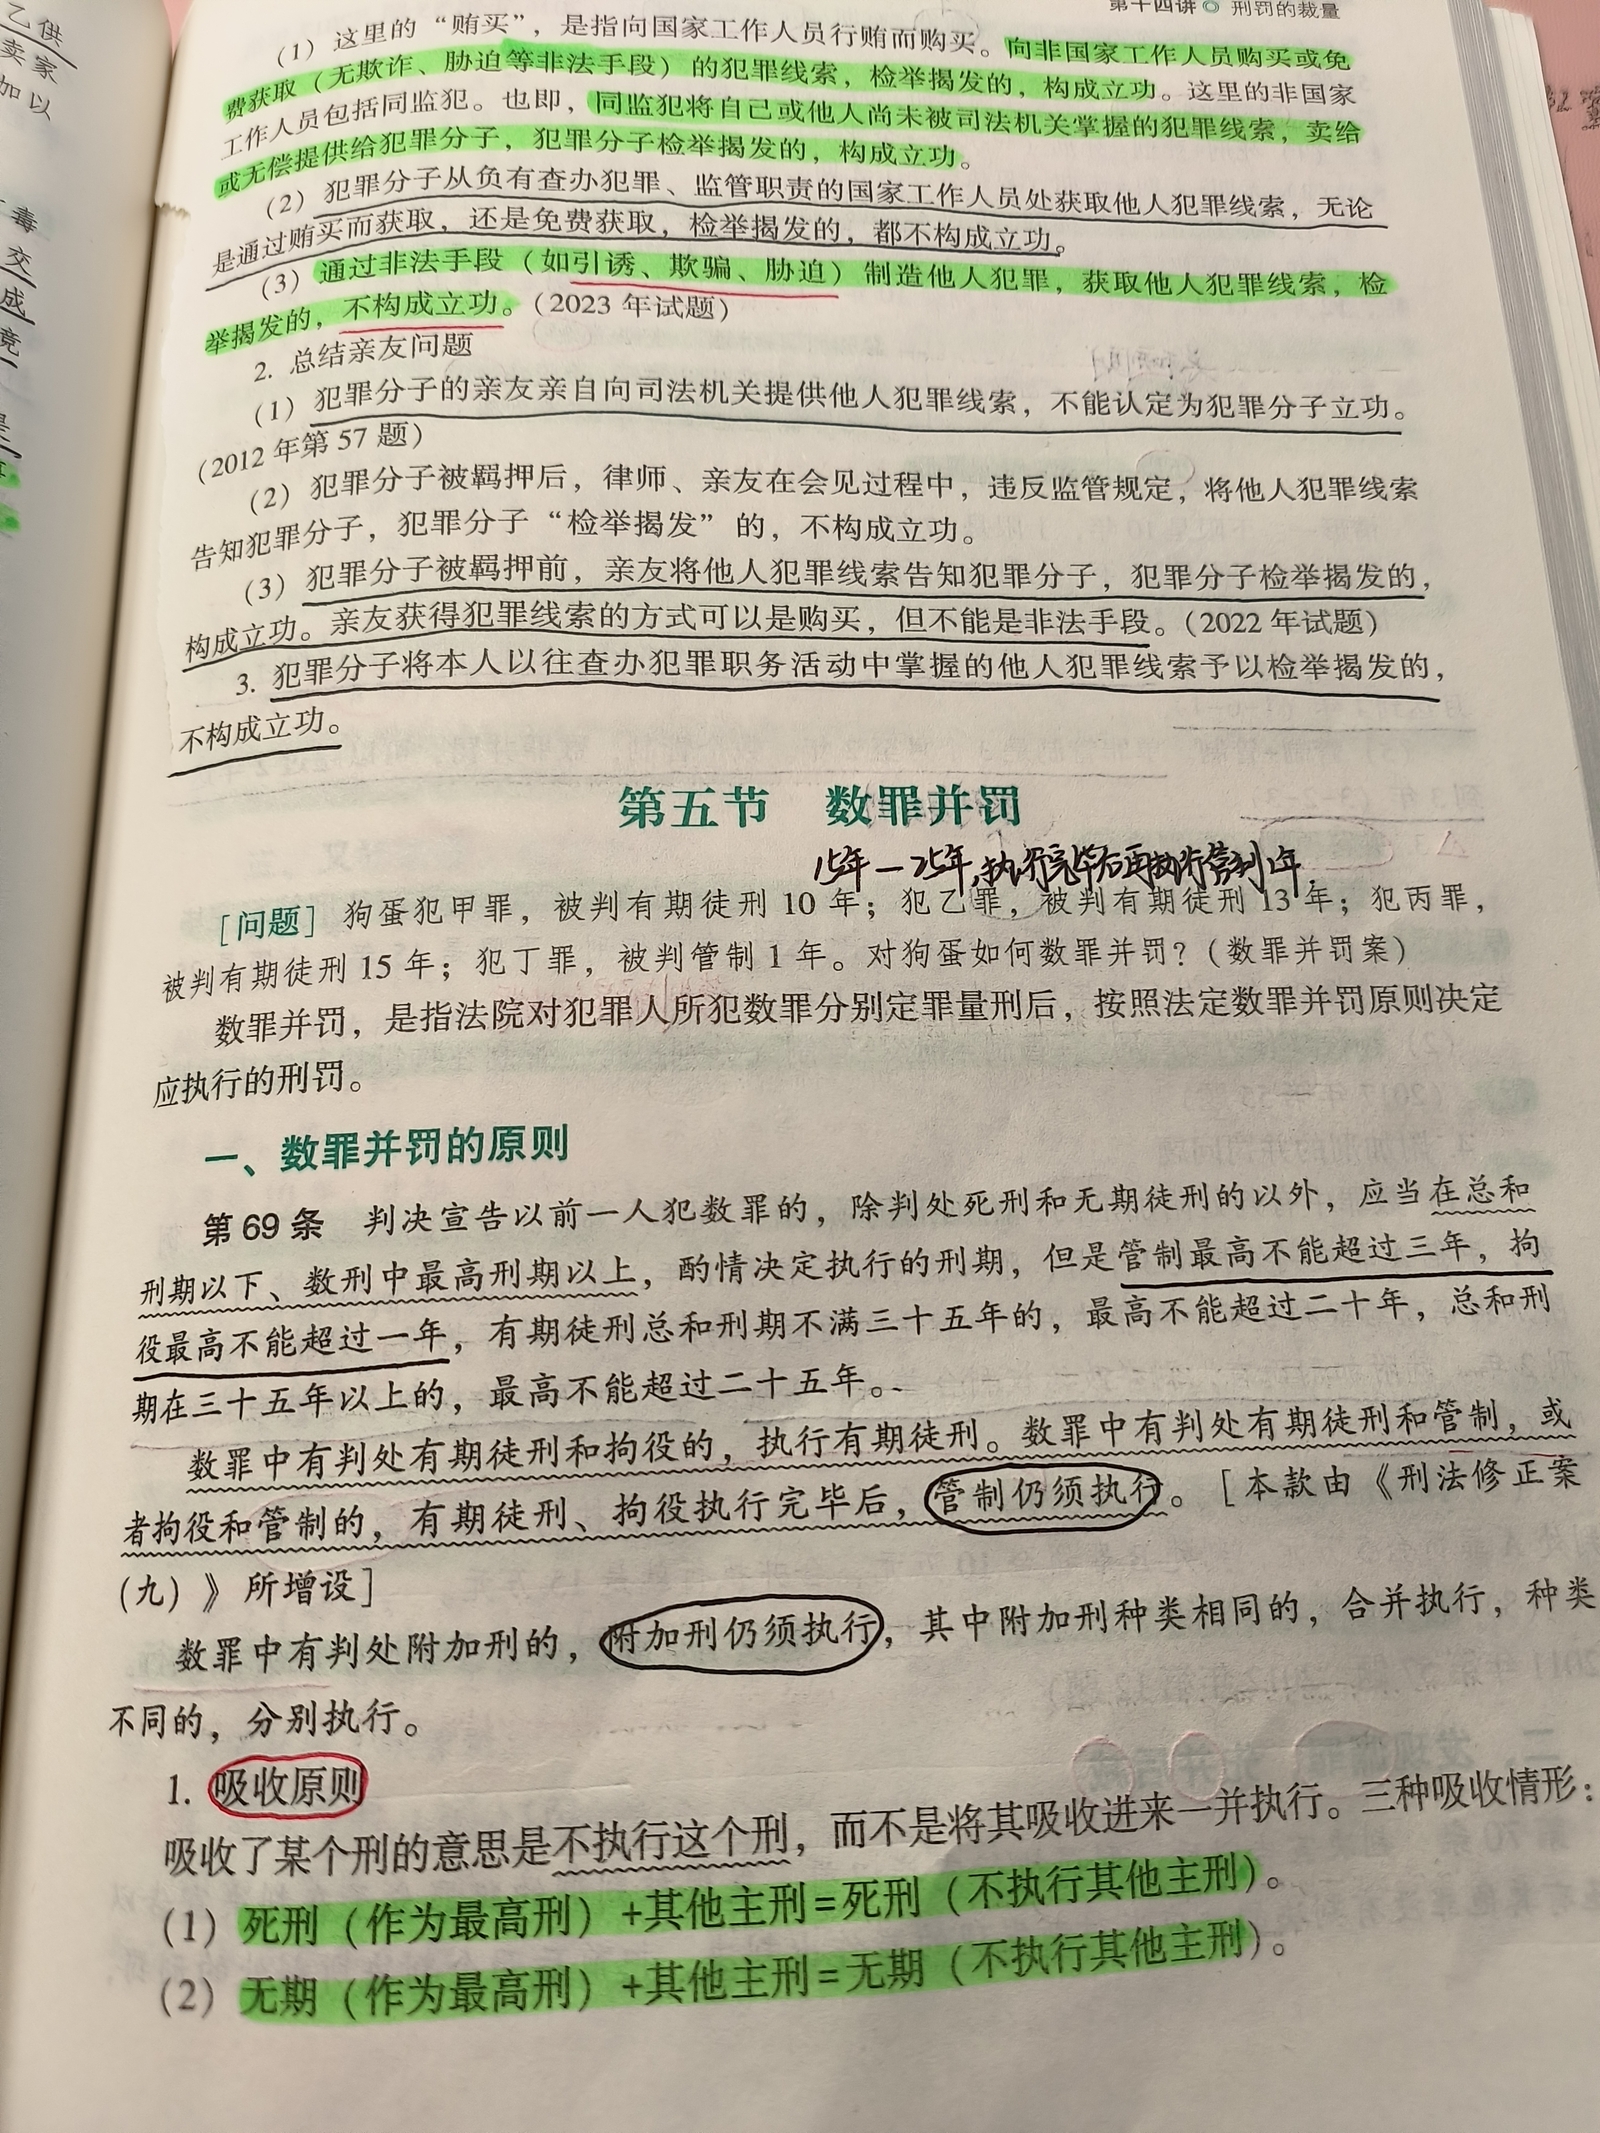 第十四讲 刑罚的裁量
（1）这里的“贿买”，是指向国家工作人员行贿而购买。向非国家工作人员购买或免
费获取（无欺诈、胁迫等非法手段）的犯罪线索，检举揭发的，构成立功。这里的非国家
工作人员包括同监犯。也即，同监犯将自己或他人尚未被司法机关掌握的犯罪线索，卖给
或无偿提供给犯罪分子，犯罪分子检举揭发的，构成立功。
（2）犯罪分子从负有查办犯罪、监管职责的国家工作人员处获取他人犯罪线索，无论
是通过贿买而获取，还是免费获取，检举揭发的，都不构成立功。
（3）通过非法手段（如引诱、欺骗、胁迫）制造他人犯罪，获取他人犯罪线索，检
举揭发的，不构成立功。（2023 年试题）
2. 总结亲友问题
（1）犯罪分子的亲友亲自向司法机关提供他人犯罪线索，不能认定为犯罪分子立功。
（2012 年第 57 题）
（2）犯罪分子被羁押后，律师、亲友在会见过程中，违反监管规定，将他人犯罪线索
告知犯罪分子，犯罪分子“检举揭发”的，不构成立功。
（3）犯罪分子被羁押前，亲友将他人犯罪线索告知犯罪分子，犯罪分子检举揭发的，
构成立功。亲友获得犯罪线索的方式可以是购买，但不能是非法手段。（2022 年试题）
3. 犯罪分子将本人以往查办犯罪职务活动中掌握的他人犯罪线索予以检举揭发的，
不构成立功。
第五节 数罪并罚
15年—25年,执行完毕后再执行管制1年.
［问题］狗蛋犯甲罪，被判有期徒刑 10 年；犯乙罪，被判有期徒刑 13 年；犯丙罪，
被判有期徒刑 15 年；犯丁罪，被判管制 1 年。对狗蛋如何数罪并罚？（数罪并罚案）
数罪并罚，是指法院对犯罪人所犯数罪分别定罪量刑后，按照法定数罪并罚原则决定
应执行的刑罚。
一、数罪并罚的原则
第 69 条 判决宣告以前一人犯数罪的，除判处死刑和无期徒刑的以外，应当在总和
刑期以下、数刑中最高刑期以上，酌情决定执行的刑期，但是管制最高不能超过三年，拘
役最高不能超过一年，有期徒刑总和刑期不满三十五年的，最高不能超过二十年，总和刑
期在三十五年以上的，最高不能超过二十五年。
数罪中有判处有期徒刑和拘役的，执行有期徒刑。数罪中有判处有期徒刑和管制，或
者拘役和管制的，有期徒刑、拘役执行完毕后，管制仍须执行。［本款由《刑法修正案
（九）》所增设］
数罪中有判处附加刑的，附加刑仍须执行，其中附加刑种类相同的，合并执行，种类
不同的，分别执行。
1. 吸收原则
吸收了某个刑的意思是不执行这个刑，而不是将其吸收进来一并执行。三种吸收情形：
（1）死刑（作为最高刑）+其他主刑=死刑（不执行其他主刑）。
（2）无期（作为最高刑）+其他主刑=无期（不执行其他主刑）。